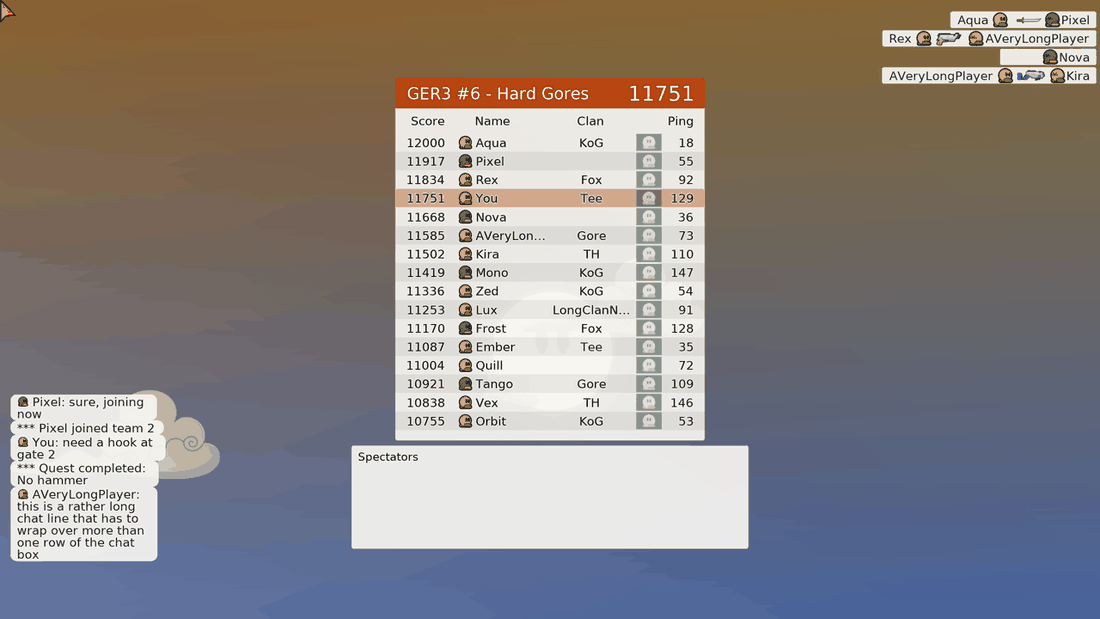 Aqua Pixel
Rex AVeryLongPlayer
Nova
AVeryLongPlayer Kira
GER3 #6 - Hard Gores 11751
Score Name Clan Ping
12000 Aqua KoG 18
11917 Pixel 55
11834 Rex Fox 92
11751 You Tee 129
11668 Nova 36
11585 AVeryLon... Gore 73
11502 Kira TH 110
11419 Mono KoG 147
11336 Zed KoG 54
11253 Lux LongClanN... 91
11170 Frost Fox 128
11087 Ember Tee 35
11004 Quill 72
10921 Tango Gore 109
10838 Vex TH 146
10755 Orbit KoG 53
Spectators
Pixel: sure, joining
now
*** Pixel joined team 2
You: need a hook at
gate 2
*** Quest completed:
No hammer
AVeryLongPlayer:
this is a rather long
chat line that has to
wrap over more than
one row of the chat
box